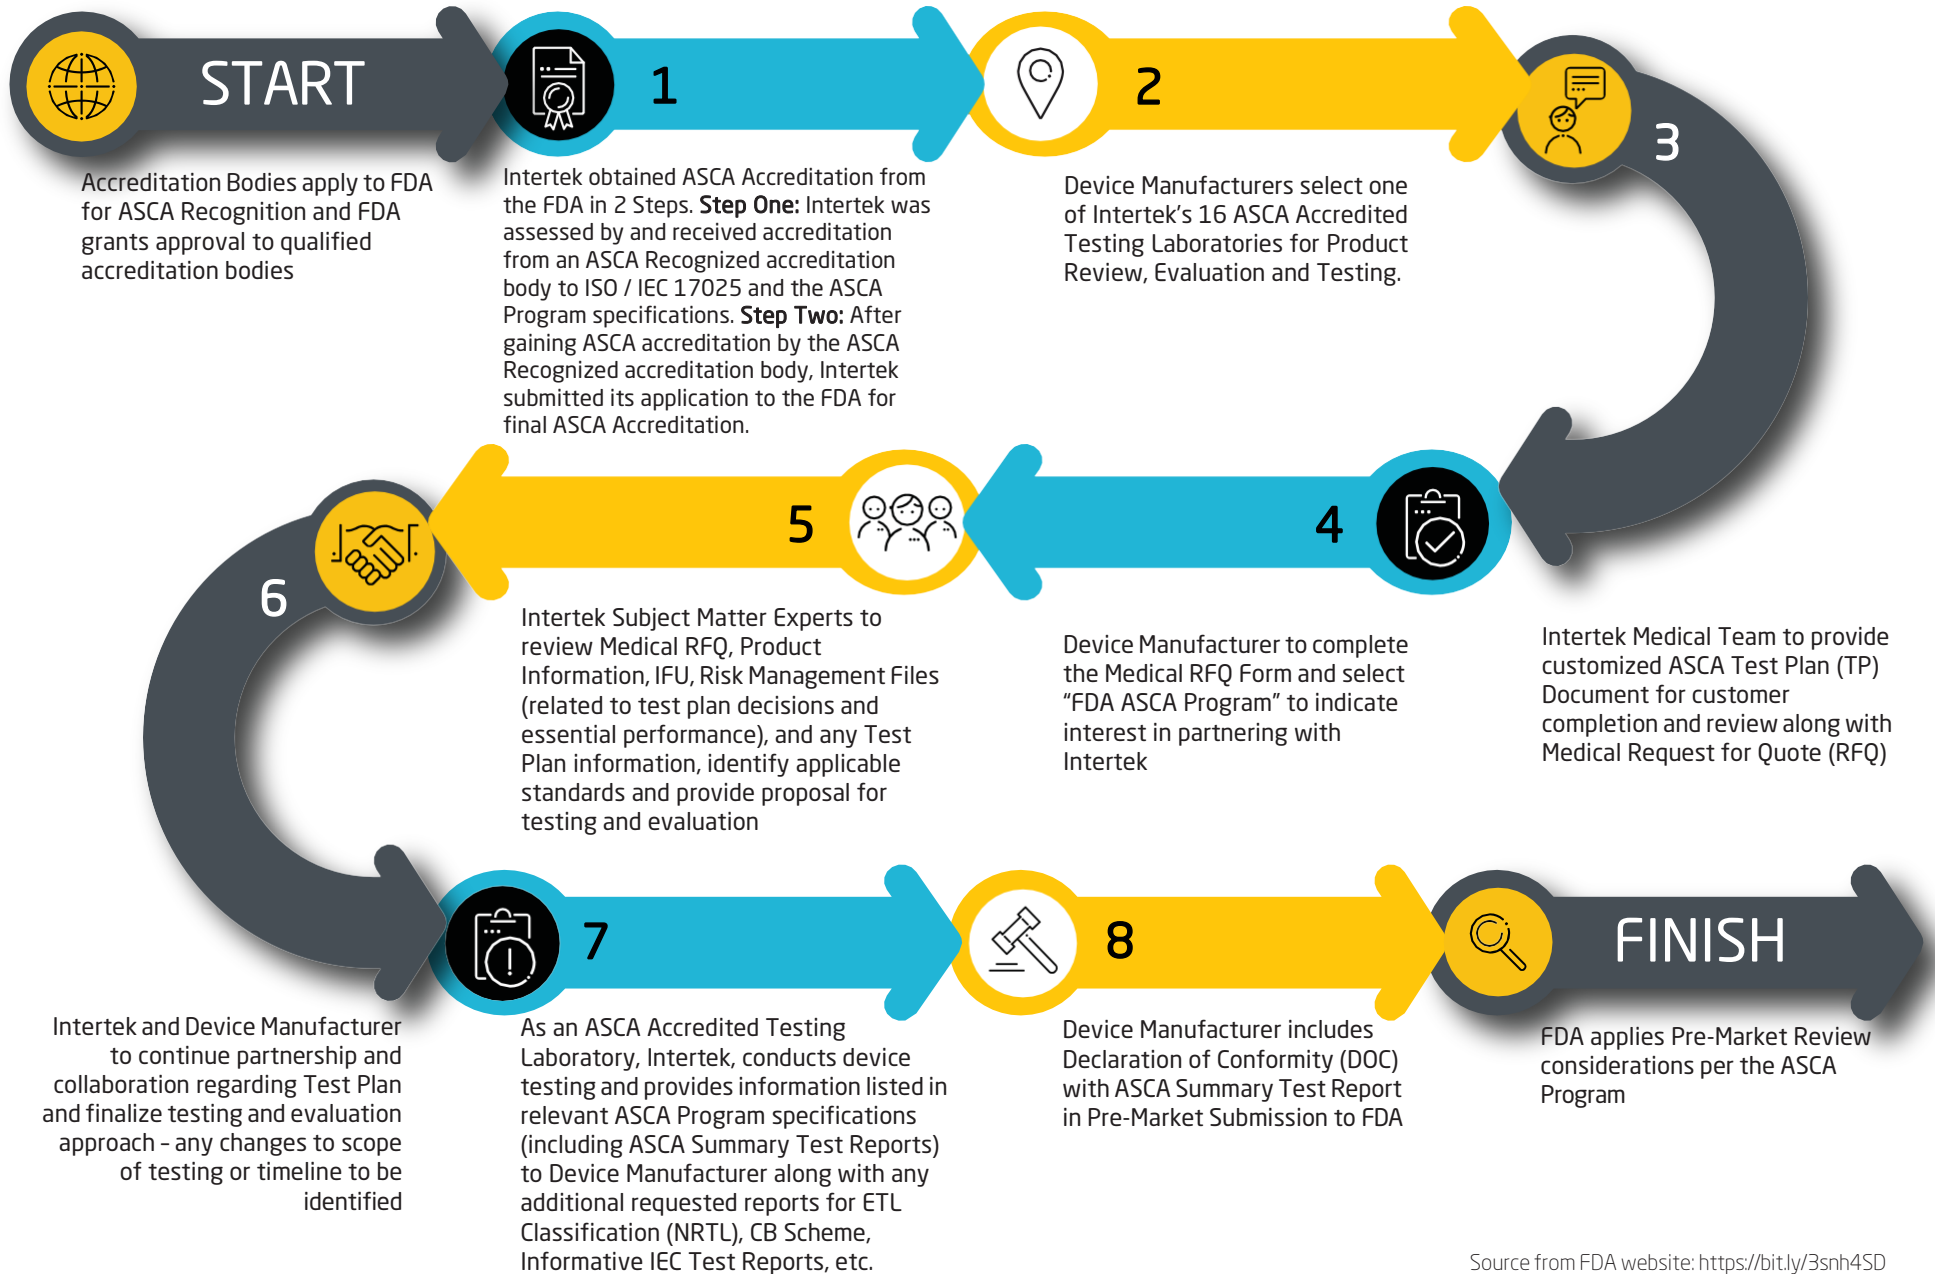 START
Accreditation Bodies apply to FDA
for ASCA Recognition and FDA
grants approval to qualified
accreditation bodies
1
Intertek obtained ASCA Accreditation from
the FDA in 2 Steps. Step One: Intertek was
assessed by and received accreditation
from an ASCA Recognized accreditation
body to ISO / IEC 17025 and the ASCA
Program specifications. Step Two: After
gaining ASCA accreditation by the ASCA
Recognized accreditation body, Intertek
submitted its application to the FDA for
final ASCA Accreditation.
2
Device Manufacturers select one
of Intertek's 16 ASCA Accredited
Testing Laboratories for Product
Review, Evaluation and Testing.
3
Intertek Medical Team to provide
customized ASCA Test Plan (TP)
Document for customer
completion and review along with
Medical Request for Quote (RFQ)
4
Device Manufacturer to complete
the Medical RFQ Form and select
“FDA ASCA Program” to indicate
interest in partnering with
Intertek
5
Intertek Subject Matter Experts to
review Medical RFQ, Product
Information, IFU, Risk Management Files
(related to test plan decisions and
essential performance), and any Test
Plan information, identify applicable
standards and provide proposal for
testing and evaluation
6
Intertek and Device Manufacturer
to continue partnership and
collaboration regarding Test Plan
and finalize testing and evaluation
approach – any changes to scope
of testing or timeline to be
identified
7
As an ASCA Accredited Testing
Laboratory, Intertek, conducts device
testing and provides information listed in
relevant ASCA Program specifications
(including ASCA Summary Test Reports)
to Device Manufacturer along with any
additional requested reports for ETL
Classification (NRTL), CB Scheme,
Informative IEC Test Reports, etc.
8
Device Manufacturer includes
Declaration of Conformity (DOC)
with ASCA Summary Test Report
in Pre-Market Submission to FDA
FINISH
FDA applies Pre-Market Review
considerations per the ASCA
Program
Source from FDA website: https://bit.ly/3snh4SD